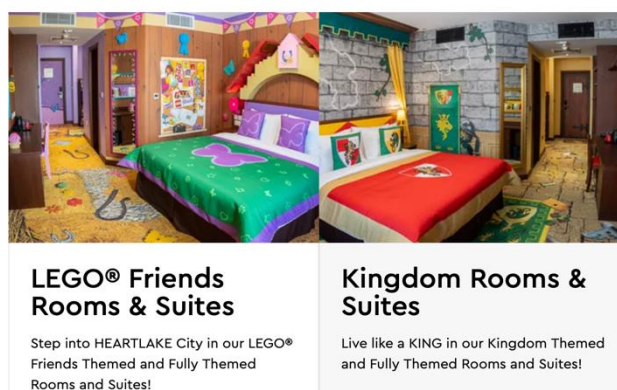 LEGO® Friends
Rooms & Suites
Step into HEARTLAKE City in our LEGO®
Friends Themed and Fully Themed
Rooms and Suites!
Kingdom Rooms &
Suites
Live like a KING in our Kingdom Themed
and Fully Themed Rooms and Suites!